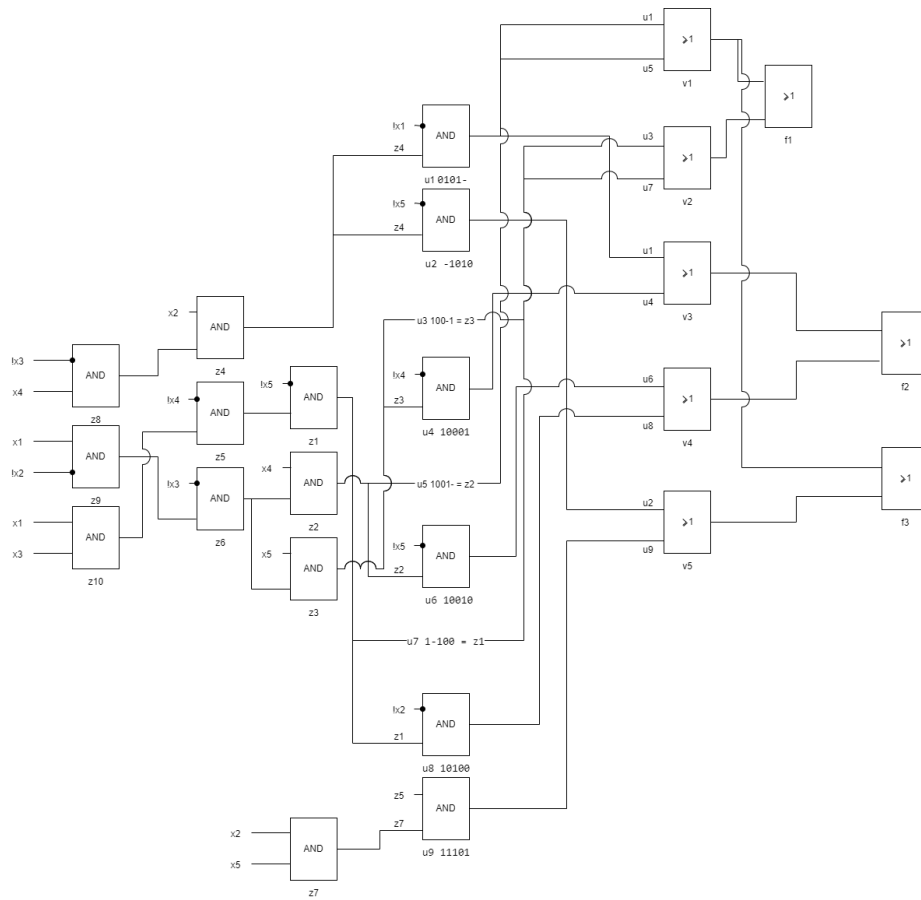 u1
>1
u5
v1
>1
f1
!x1
AND
z4
u1 0101-
u3
>1
u7
v2
!x5
AND
z4
u2 -1010
u1
>1
u4
v3
x2
AND
z4
u3 100-1 = z3
>1
f2
!x3
AND
x4
z8
!x4
AND
z5
!x5
AND
z1
!x4
AND
z3
u4 10001
u6
>1
u8
v4
x1
AND
!x2
z9
!x3
AND
z6
x4
AND
z2
u5 1001- = z2
>1
f3
x1
AND
x3
z10
x5
AND
z3
!x5
AND
z2
u6 10010
u2
>1
u9
v5
u7 1-100 = z1
!x2
AND
z1
u8 10100
z5
AND
z7
u9 11101
x2
AND
x5
z7